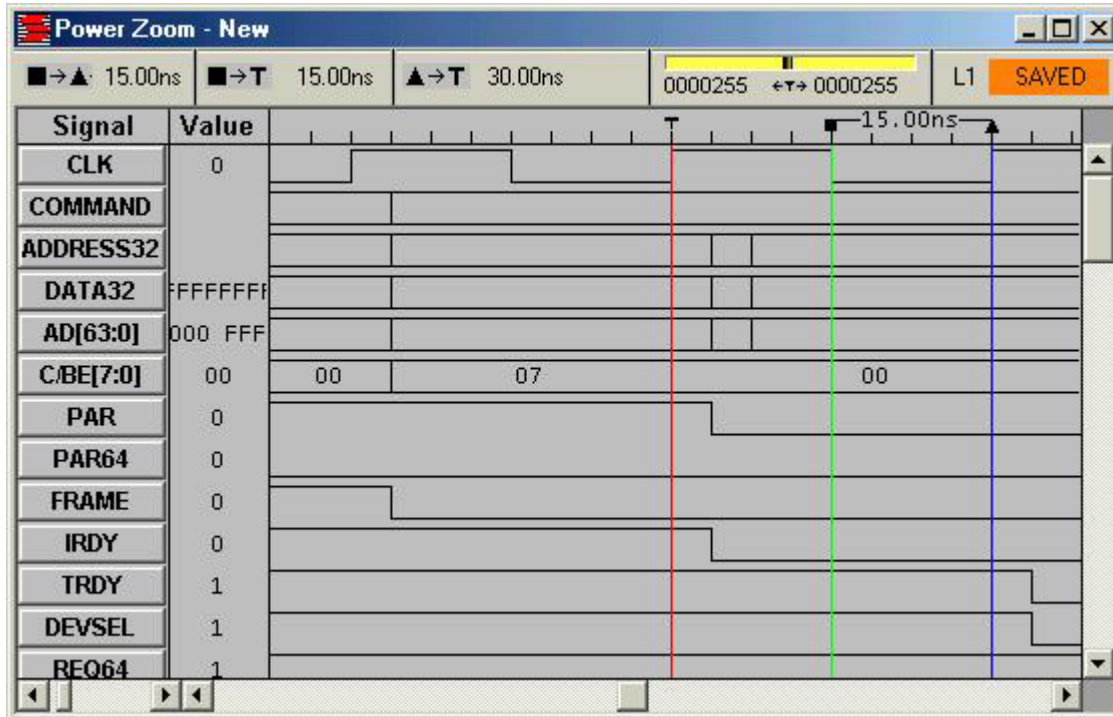 Power Zoom - New
■→▲ 15.00ns ■→T 15.00ns ▲→T 30.00ns 0000255 ←T→ 0000255 L1 SAVED
Signal Value T 15.00ns
CLK 0
COMMAND
ADDRESS32
DATA32 FFFFFFFF
AD[63:0] 000 FFF
C/BE[7:0] 00 00 07 00
PAR 0
PAR64 0
FRAME 0
IRDY 0
TRDY 1
DEVSEL 1
REQ64 1